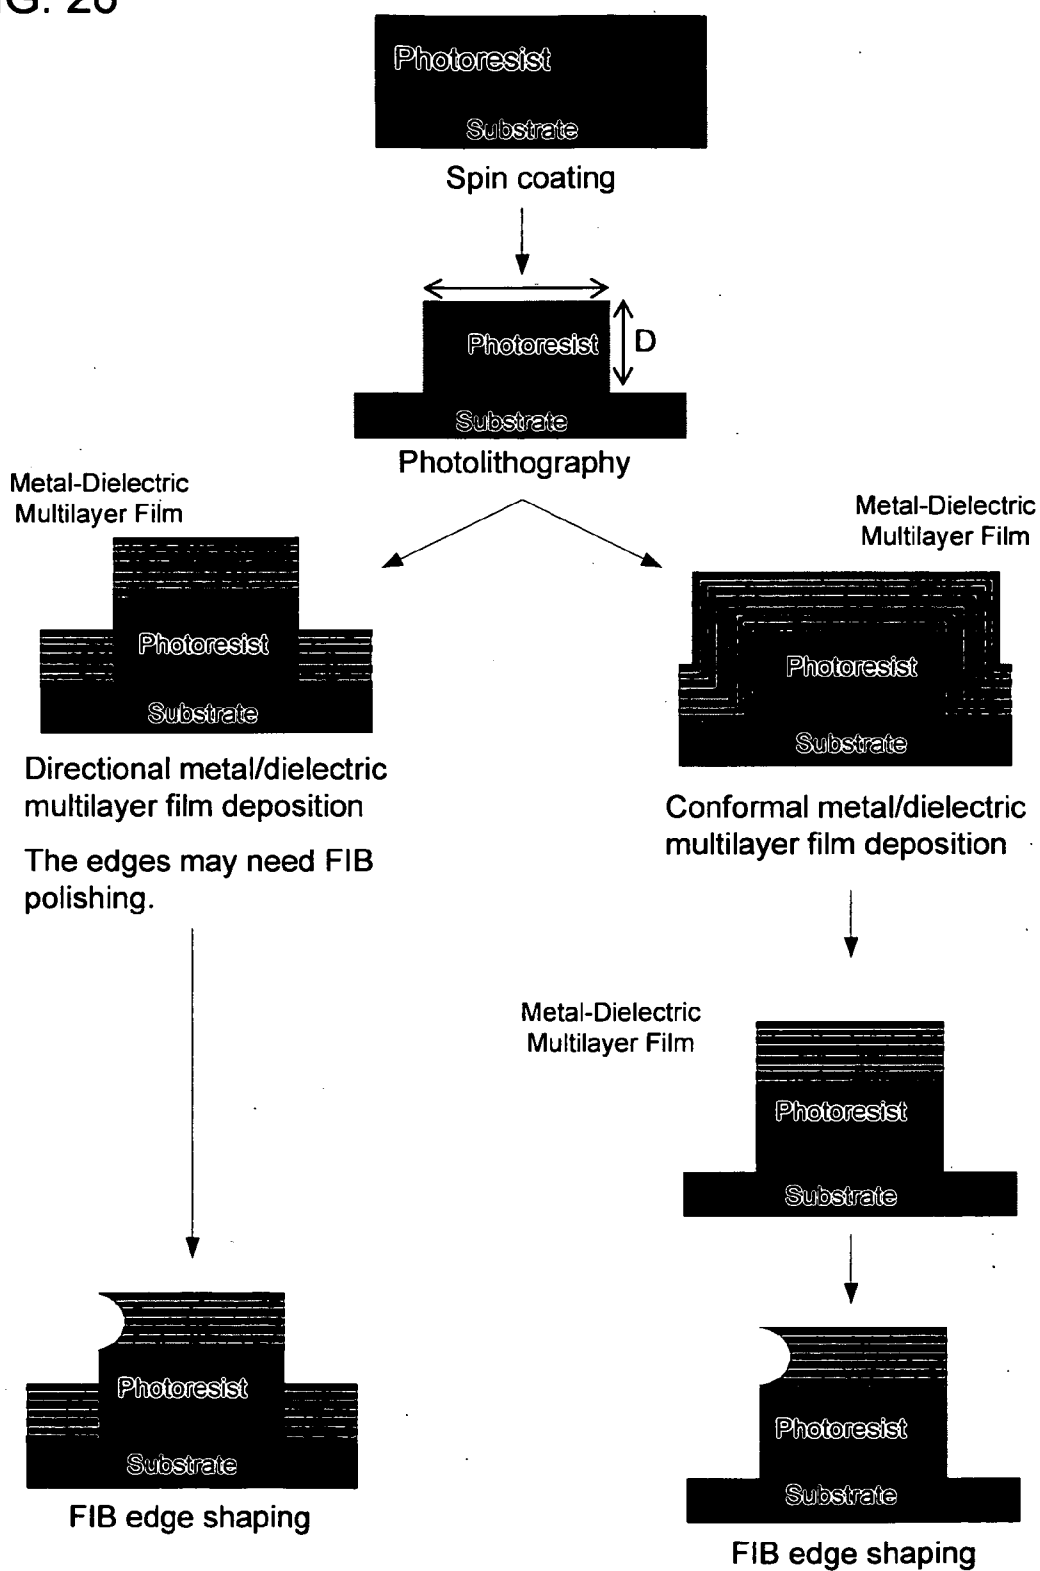 FIG. 26
Photoresist
Substrate
Spin coating
Photoresist
D
Substrate
Photolithography
Metal-Dielectric
Multilayer Film
Photoresist
Substrate
Directional metal/dielectric
multilayer film deposition
The edges may need FIB
polishing.
Metal-Dielectric
Multilayer Film
Photoresist
Substrate
Conformal metal/dielectric
multilayer film deposition
Metal-Dielectric
Multilayer Film
Photoresist
Substrate
Photoresist
Substrate
FIB edge shaping
Photoresist
Substrate
FIB edge shaping